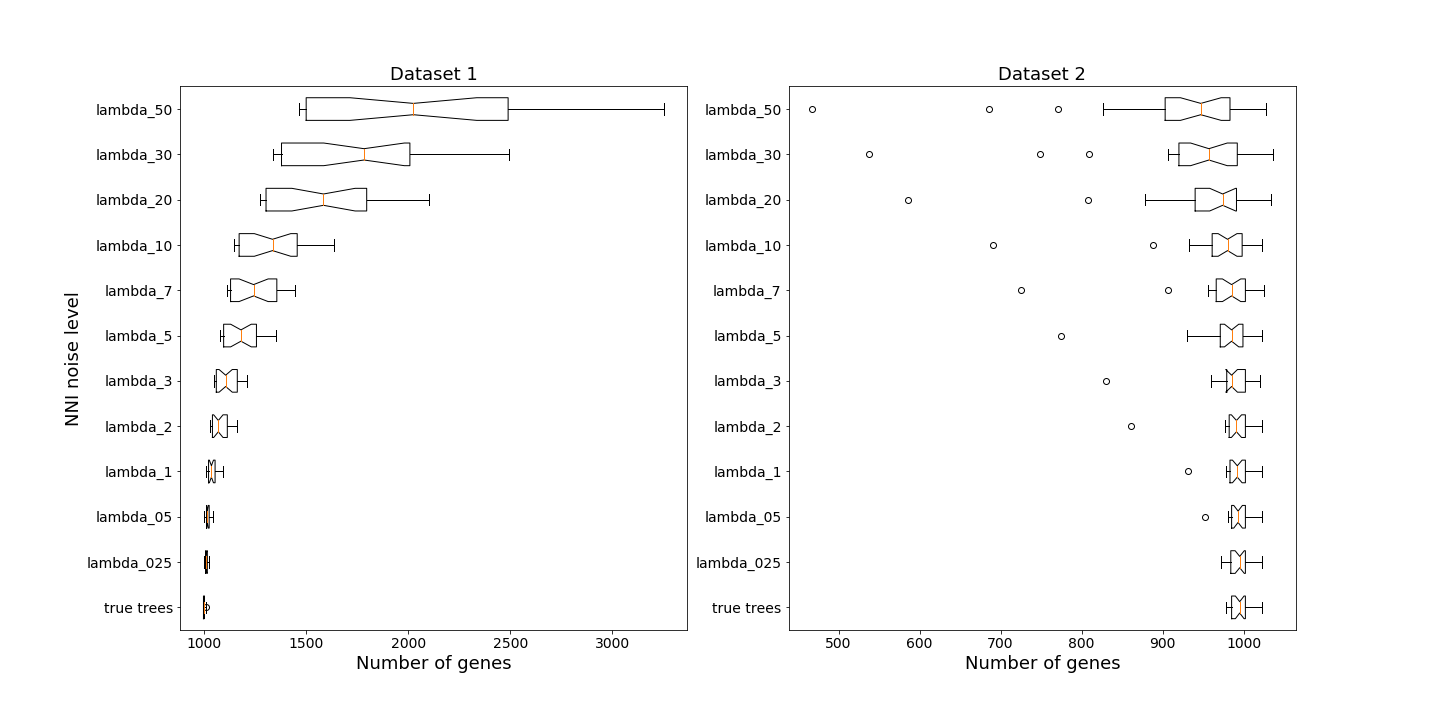 Dataset 1
NNI noise level
lambda_50
lambda_30
lambda_20
lambda_10
lambda_7
lambda_5
lambda_3
lambda_2
lambda_1
lambda_05
lambda_025
true trees
1000 1500 2000 2500 3000
Number of genes
Dataset 2
lambda_50
lambda_30
lambda_20
lambda_10
lambda_7
lambda_5
lambda_3
lambda_2
lambda_1
lambda_05
lambda_025
true trees
500 600 700 800 900 1000
Number of genes